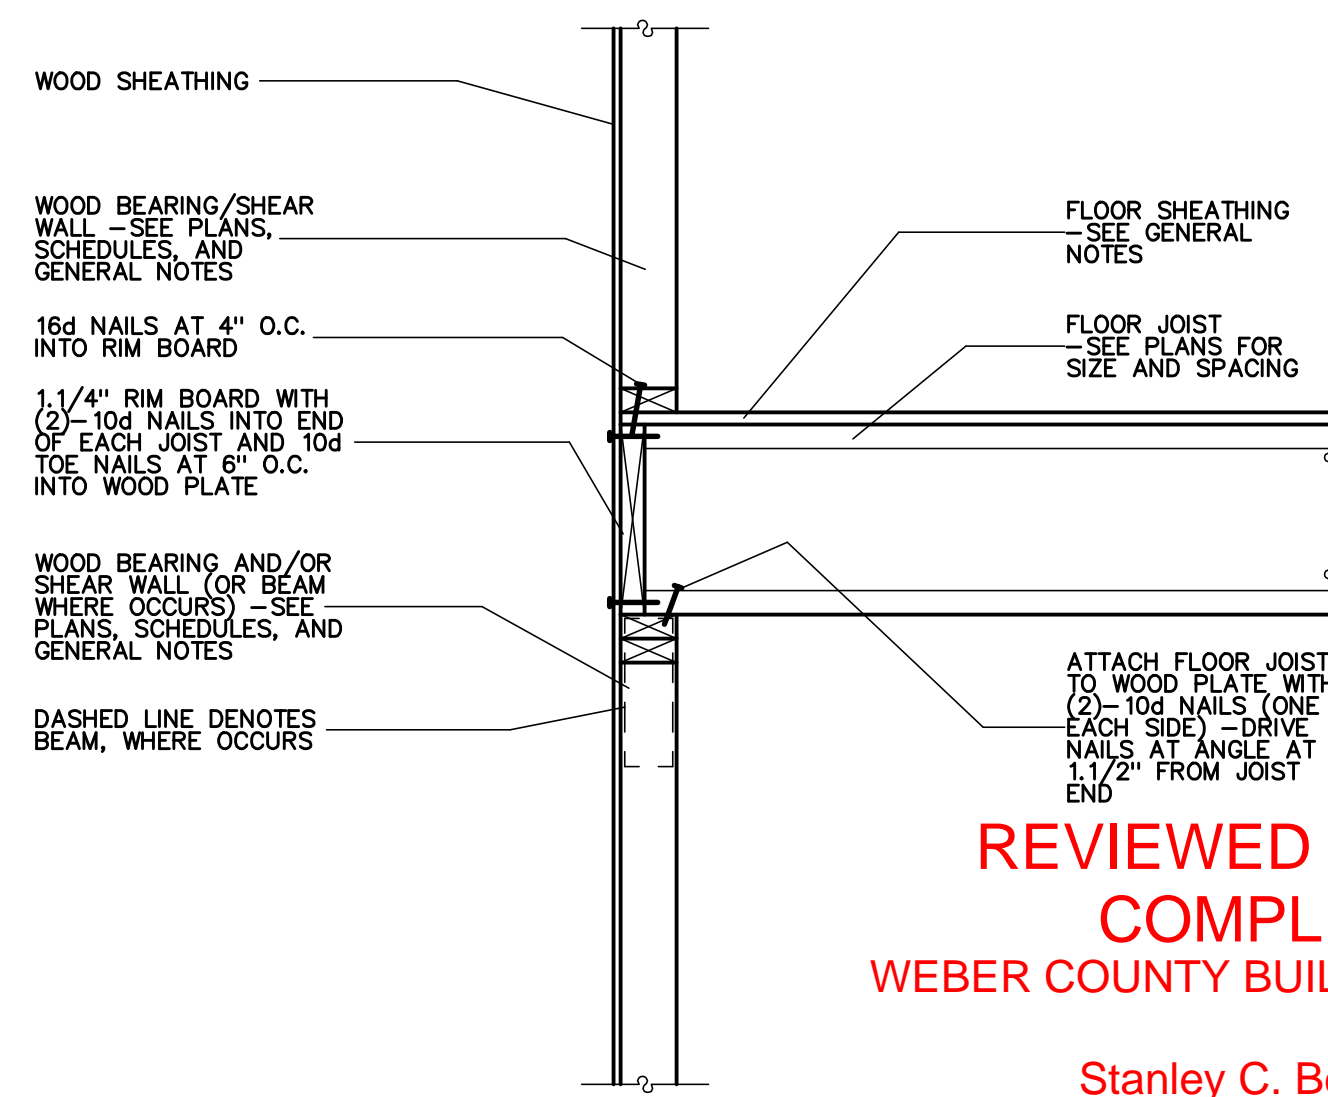 WOOD SHEATHING
WOOD BEARING/SHEAR
WALL –SEE PLANS,
SCHEDULES, AND
GENERAL NOTES
16d NAILS AT 4" O.C.
INTO RIM BOARD
1.1/4" RIM BOARD WITH
(2)–10d NAILS INTO END
OF EACH JOIST AND 10d
TOE NAILS AT 6" O.C.
INTO WOOD PLATE
WOOD BEARING AND/OR
SHEAR WALL (OR BEAM
WHERE OCCURS) –SEE
PLANS, SCHEDULES, AND
GENERAL NOTES
DASHED LINE DENOTES
BEAM, WHERE OCCURS
FLOOR SHEATHING
–SEE GENERAL
NOTES
FLOOR JOIST
–SEE PLANS FOR
SIZE AND SPACING
ATTACH FLOOR JOIST
TO WOOD PLATE WITH
(2)–10d NAILS (ONE
EACH SIDE) –DRIVE
NAILS AT ANGLE AT
1.1/2" FROM JOIST
END
REVIEWED
COMPL
WEBER COUNTY BUIL
Stanley C. Be